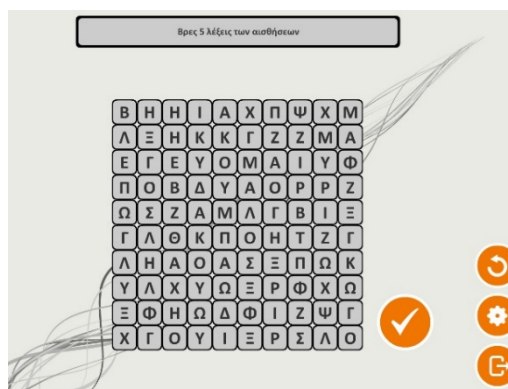 Βρες 5 λέξεις των αισθήσεων
Β Η Η Ι Α Χ Π Ψ Χ Μ
Λ Ξ Η Κ Κ Γ Ζ Ζ Μ Α
Ε Γ Ε Υ Ο Μ Α Ι Υ Φ
Π Ο Β Δ Υ Α Ο Ρ Ρ Ζ
Ω Σ Ζ Α Μ Λ Γ Β Ι Ξ
Γ Λ Θ Κ Π Ο Η Τ Ζ Γ
Λ Η Α Ο Α Σ Ξ Π Ω Κ
Υ Λ Χ Υ Ω Ξ Ρ Φ Χ Ω
Ξ Φ Η Ω Δ Φ Ι Ζ Ψ Γ
Χ Γ Ο Υ Ι Ξ Ρ Σ Λ Ο